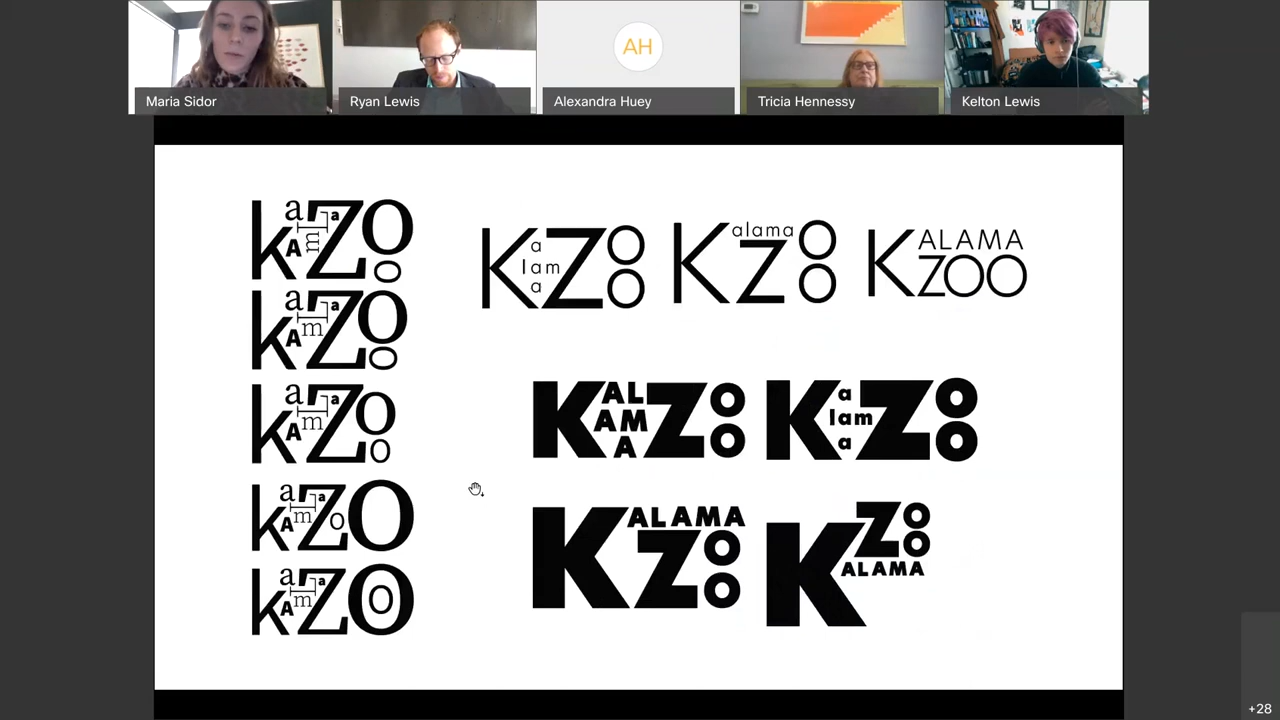 Maria Sidor
Ryan Lewis
AH
Alexandra Huey
Tricia Hennessy
Kelton Lewis
kaLAmaZoo
kaLAmaZoo
kaLAmaZoo
kaLAmaZoo
kaLAmaZoo
KalamaZOO
KalamaZOO
KALAMAZOO
KALAMAZOO
KalamaZOO
KALAMAZOO
KZOOALAMA
+28